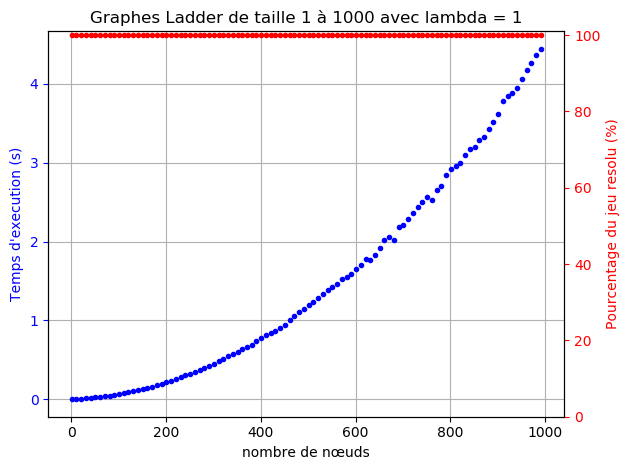 Graphes Ladder de taille 1 à 1000 avec lambda = 1
Temps d'execution (s)
4
3
2
1
0
100
80
60
40
20
0
Pourcentage du jeu resolu (%)
0 200 400 600 800 1000
nombre de nœuds